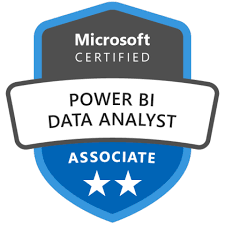 Microsoft
CERTIFIED
POWER BI
DATA ANALYST
ASSOCIATE